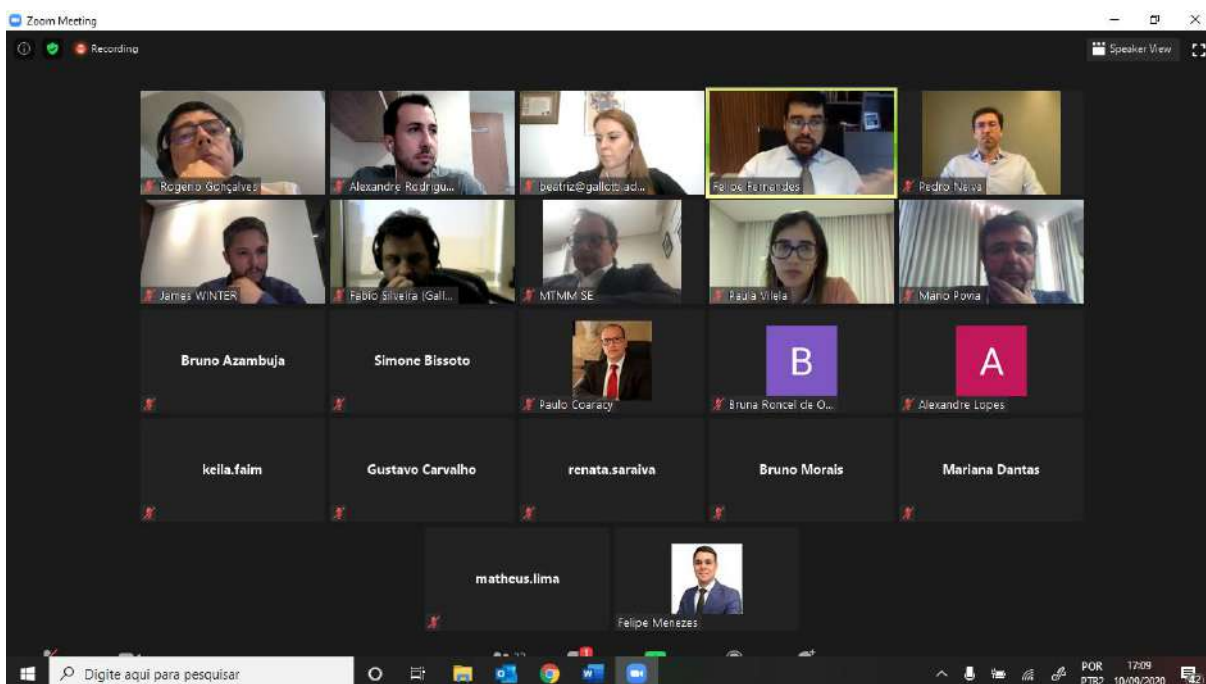 Zoom Meeting
Recording
Speaker View
Rogerio Gonçalves
Alexandre Rodrigu...
beatriz@gallotti.ad...
Felipe Fernandes
Pedro Neiva
James WINTER
Fabio Silveira (Gall...
MTMM SE
Paula Vilela
Mário Povia
Bruno Azambuja
Simone Bissoto
Paulo Coaracy
B
Bruna Roncel de O...
A
Alexandre Lopes
keila.faim
Gustavo Carvalho
renata.saraiva
Bruno Morais
Mariana Dantas
matheus.lima
Felipe Menezes
Digite aqui para pesquisar
POR
PTB2
17:09
10/09/2020